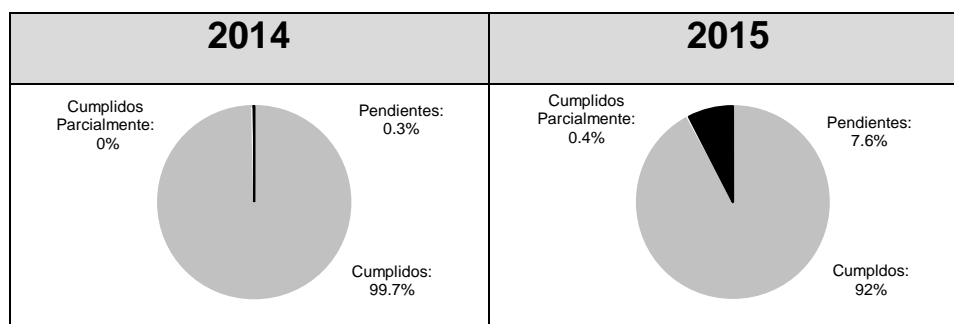 2014
2015
Cumplidos
Parcialmente:
0%
Pendientes:
0.3%
Cumplidos:
99.7%
Cumplidos
Parcialmente:
0.4%
Pendientes:
7.6%
Cumpldos:
92%